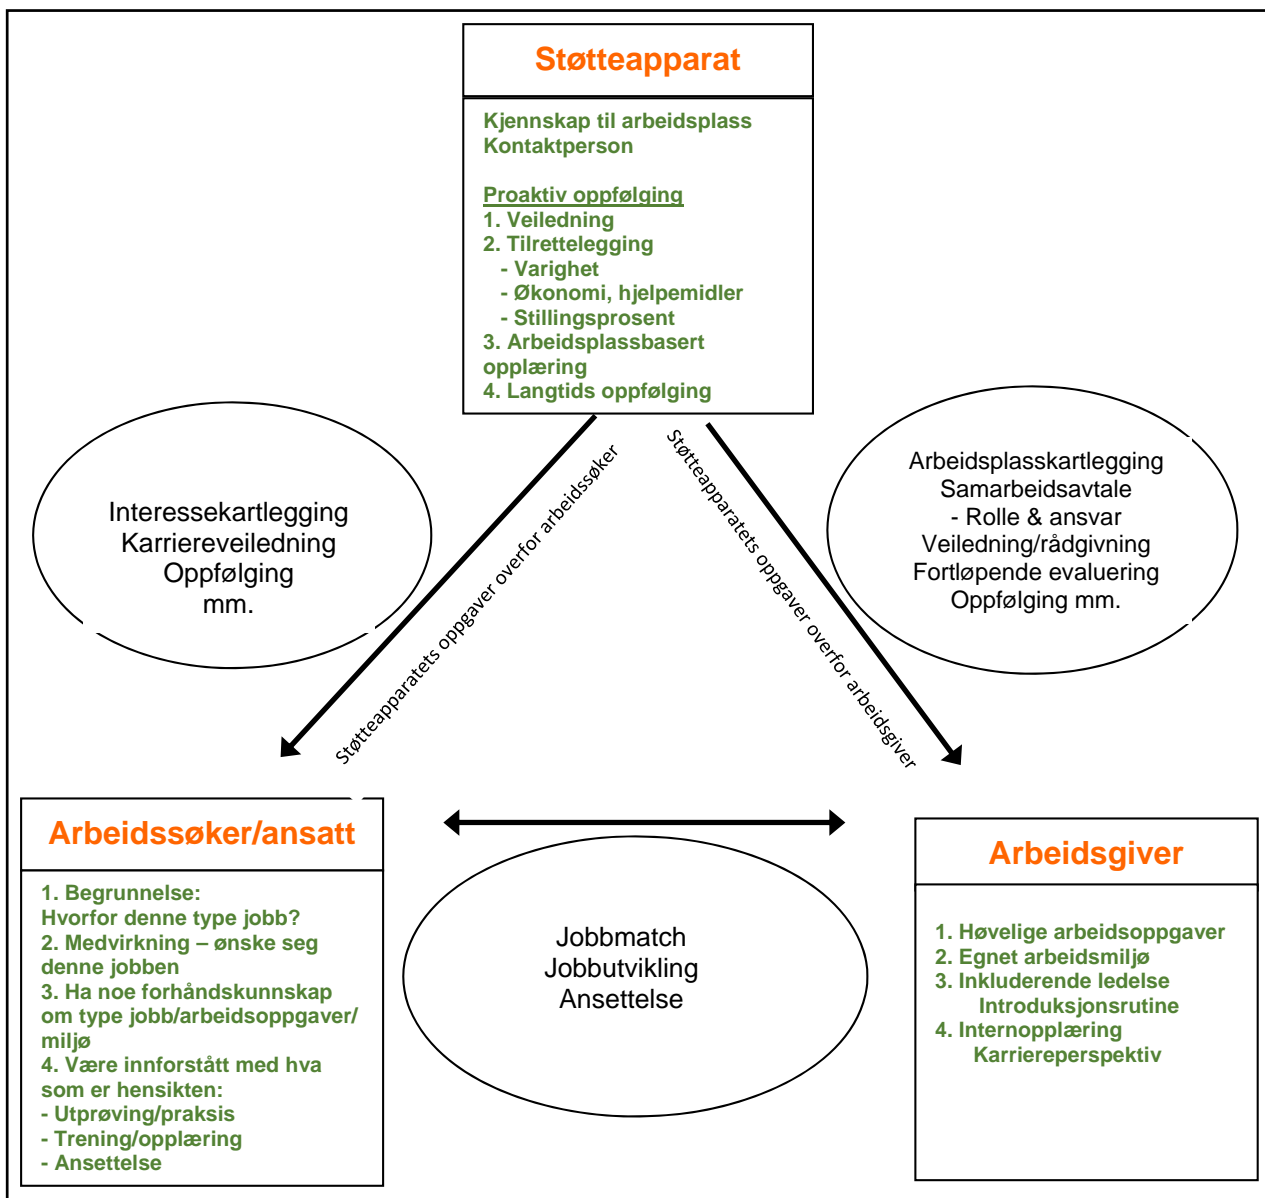 Støtteapparat
Kjennskap til arbeidsplass
Kontaktperson
Proaktiv oppfølging
1. Veiledning
2. Tilrettelegging
- Varighet
- Økonomi, hjelpemidler
- Stillingsprosent
3. Arbeidsplassbasert
opplæring
4. Langtids oppfølging
Interessekartlegging
Karriereveiledning
Oppfølging
mm.
Støtteapparatets oppgaver overfor arbeidssøker
Støtteapparatets oppgaver overfor arbeidsgiver
Arbeidsplasskartlegging
Samarbeidsavtale
- Rolle & ansvar
Veiledning/rådgivning
Fortløpende evaluering
Oppfølging mm.
Arbeidssøker/ansatt
1. Begrunnelse:
Hvorfor denne type jobb?
2. Medvirkning – ønske seg
denne jobben
3. Ha noe forhåndskunnskap
om type jobb/arbeidsoppgaver/
miljø
4. Være innforstått med hva
som er hensikten:
- Utprøving/praksis
- Trening/opplæring
- Ansettelse
Jobbmatch
Jobbutvikling
Ansettelse
Arbeidsgiver
1. Høvelige arbeidsoppgaver
2. Egnet arbeidsmiljø
3. Inkluderende ledelse
Introduksjonsrutine
4. Internopplæring
Karriereperspektiv